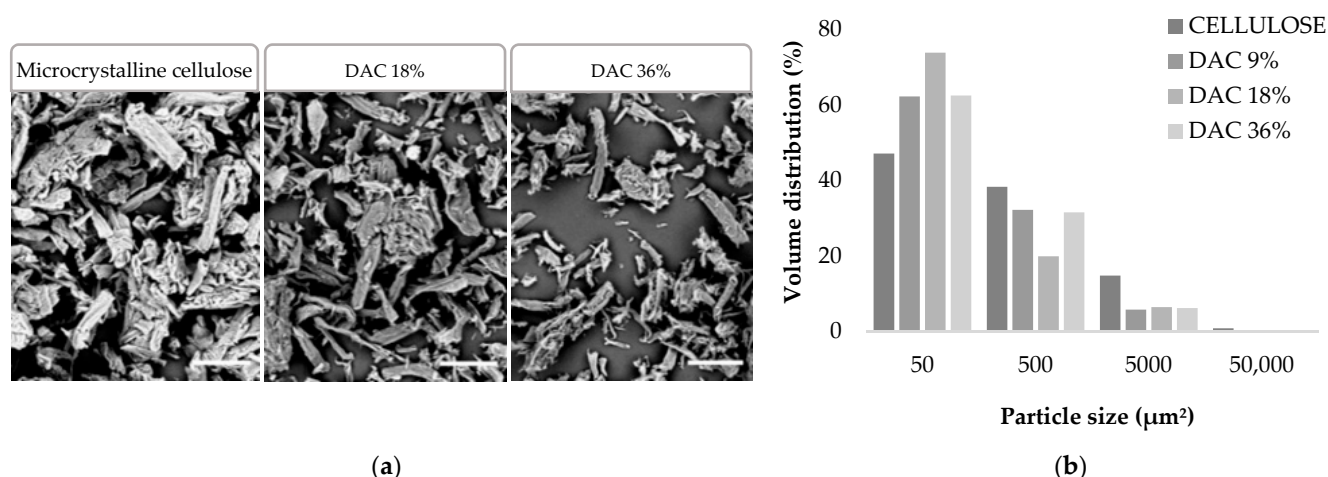 Microcrystalline cellulose
DAC 18%
DAC 36%
(a)
Volume distribution (%)
80
60
40
20
0
CELLULOSE
DAC 9%
DAC 18%
DAC 36%
50
500
5000
50,000
Particle size (μm²)
(b)